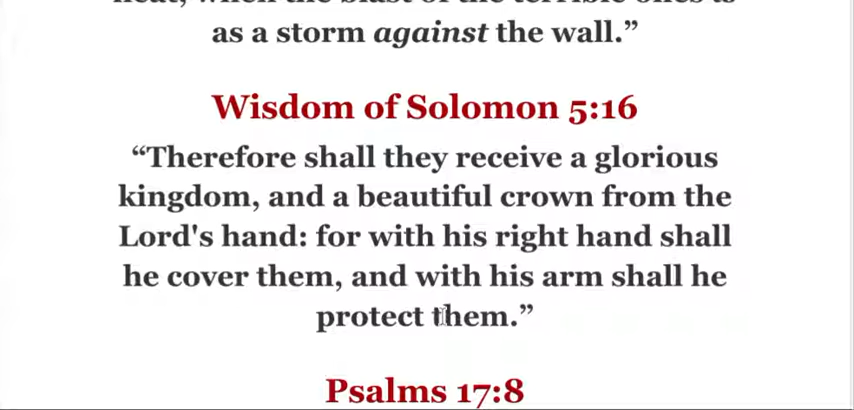 as a storm against the wall.”
Wisdom of Solomon 5:16
“Therefore shall they receive a glorious
kingdom, and a beautiful crown from the
Lord's hand: for with his right hand shall
he cover them, and with his arm shall he
protect them.”
Psalms 17:8